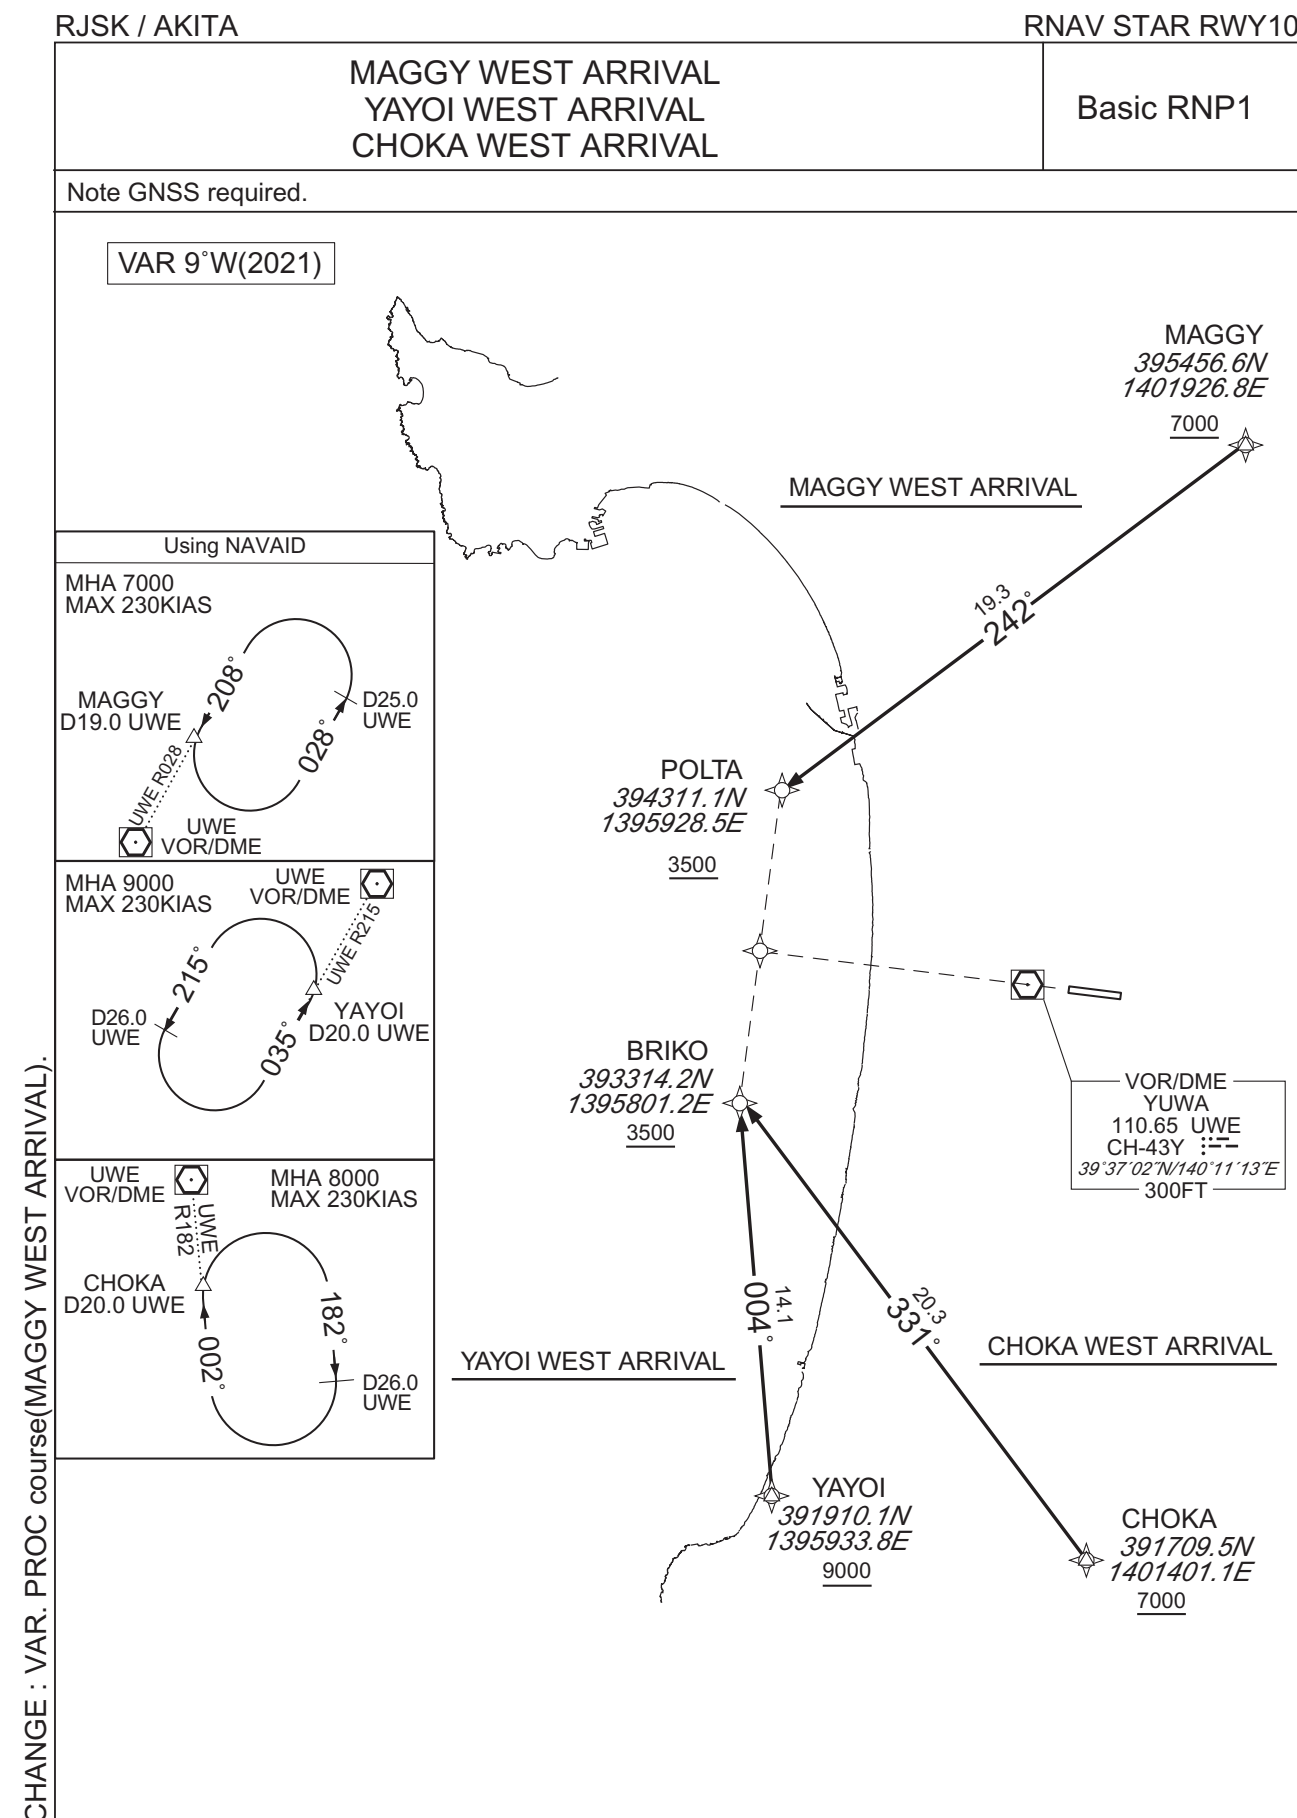 RJSK / AKITA
RNAV STAR RWY10
MAGGY WEST ARRIVAL
YAYOI WEST ARRIVAL
CHOKA WEST ARRIVAL
Basic RNP1
Note GNSS required.
VAR 9°W(2021)
MAGGY
395456.6N
1401926.8E
7000
MAGGY WEST ARRIVAL
19.3
242°
Using NAVAID
MHA 7000
MAX 230KIAS
208°
MAGGY
D19.0 UWE
D25.0
UWE
028°
UWE R028
UWE
VOR/DME
POLTA
394311.1N
1395928.5E
3500
MHA 9000
MAX 230KIAS
UWE
VOR/DME
UWE R215
215°
D26.0
UWE
035°
YAYOI
D20.0 UWE
BRIKO
393314.2N
1395801.2E
3500
VOR/DME
YUWA
110.65 UWE
CH-43Y
39°37′02″N/140°11′13″E
300FT
UWE
VOR/DME
UWE
R182
MHA 8000
MAX 230KIAS
CHOKA
D20.0 UWE
182°
002°
D26.0
UWE
14.1
004°
20.3
331°
YAYOI WEST ARRIVAL
CHOKA WEST ARRIVAL
YAYOI
391910.1N
1395933.8E
9000
CHOKA
391709.5N
1401401.1E
7000
CHANGE : VAR. PROC course(MAGGY WEST ARRIVAL).